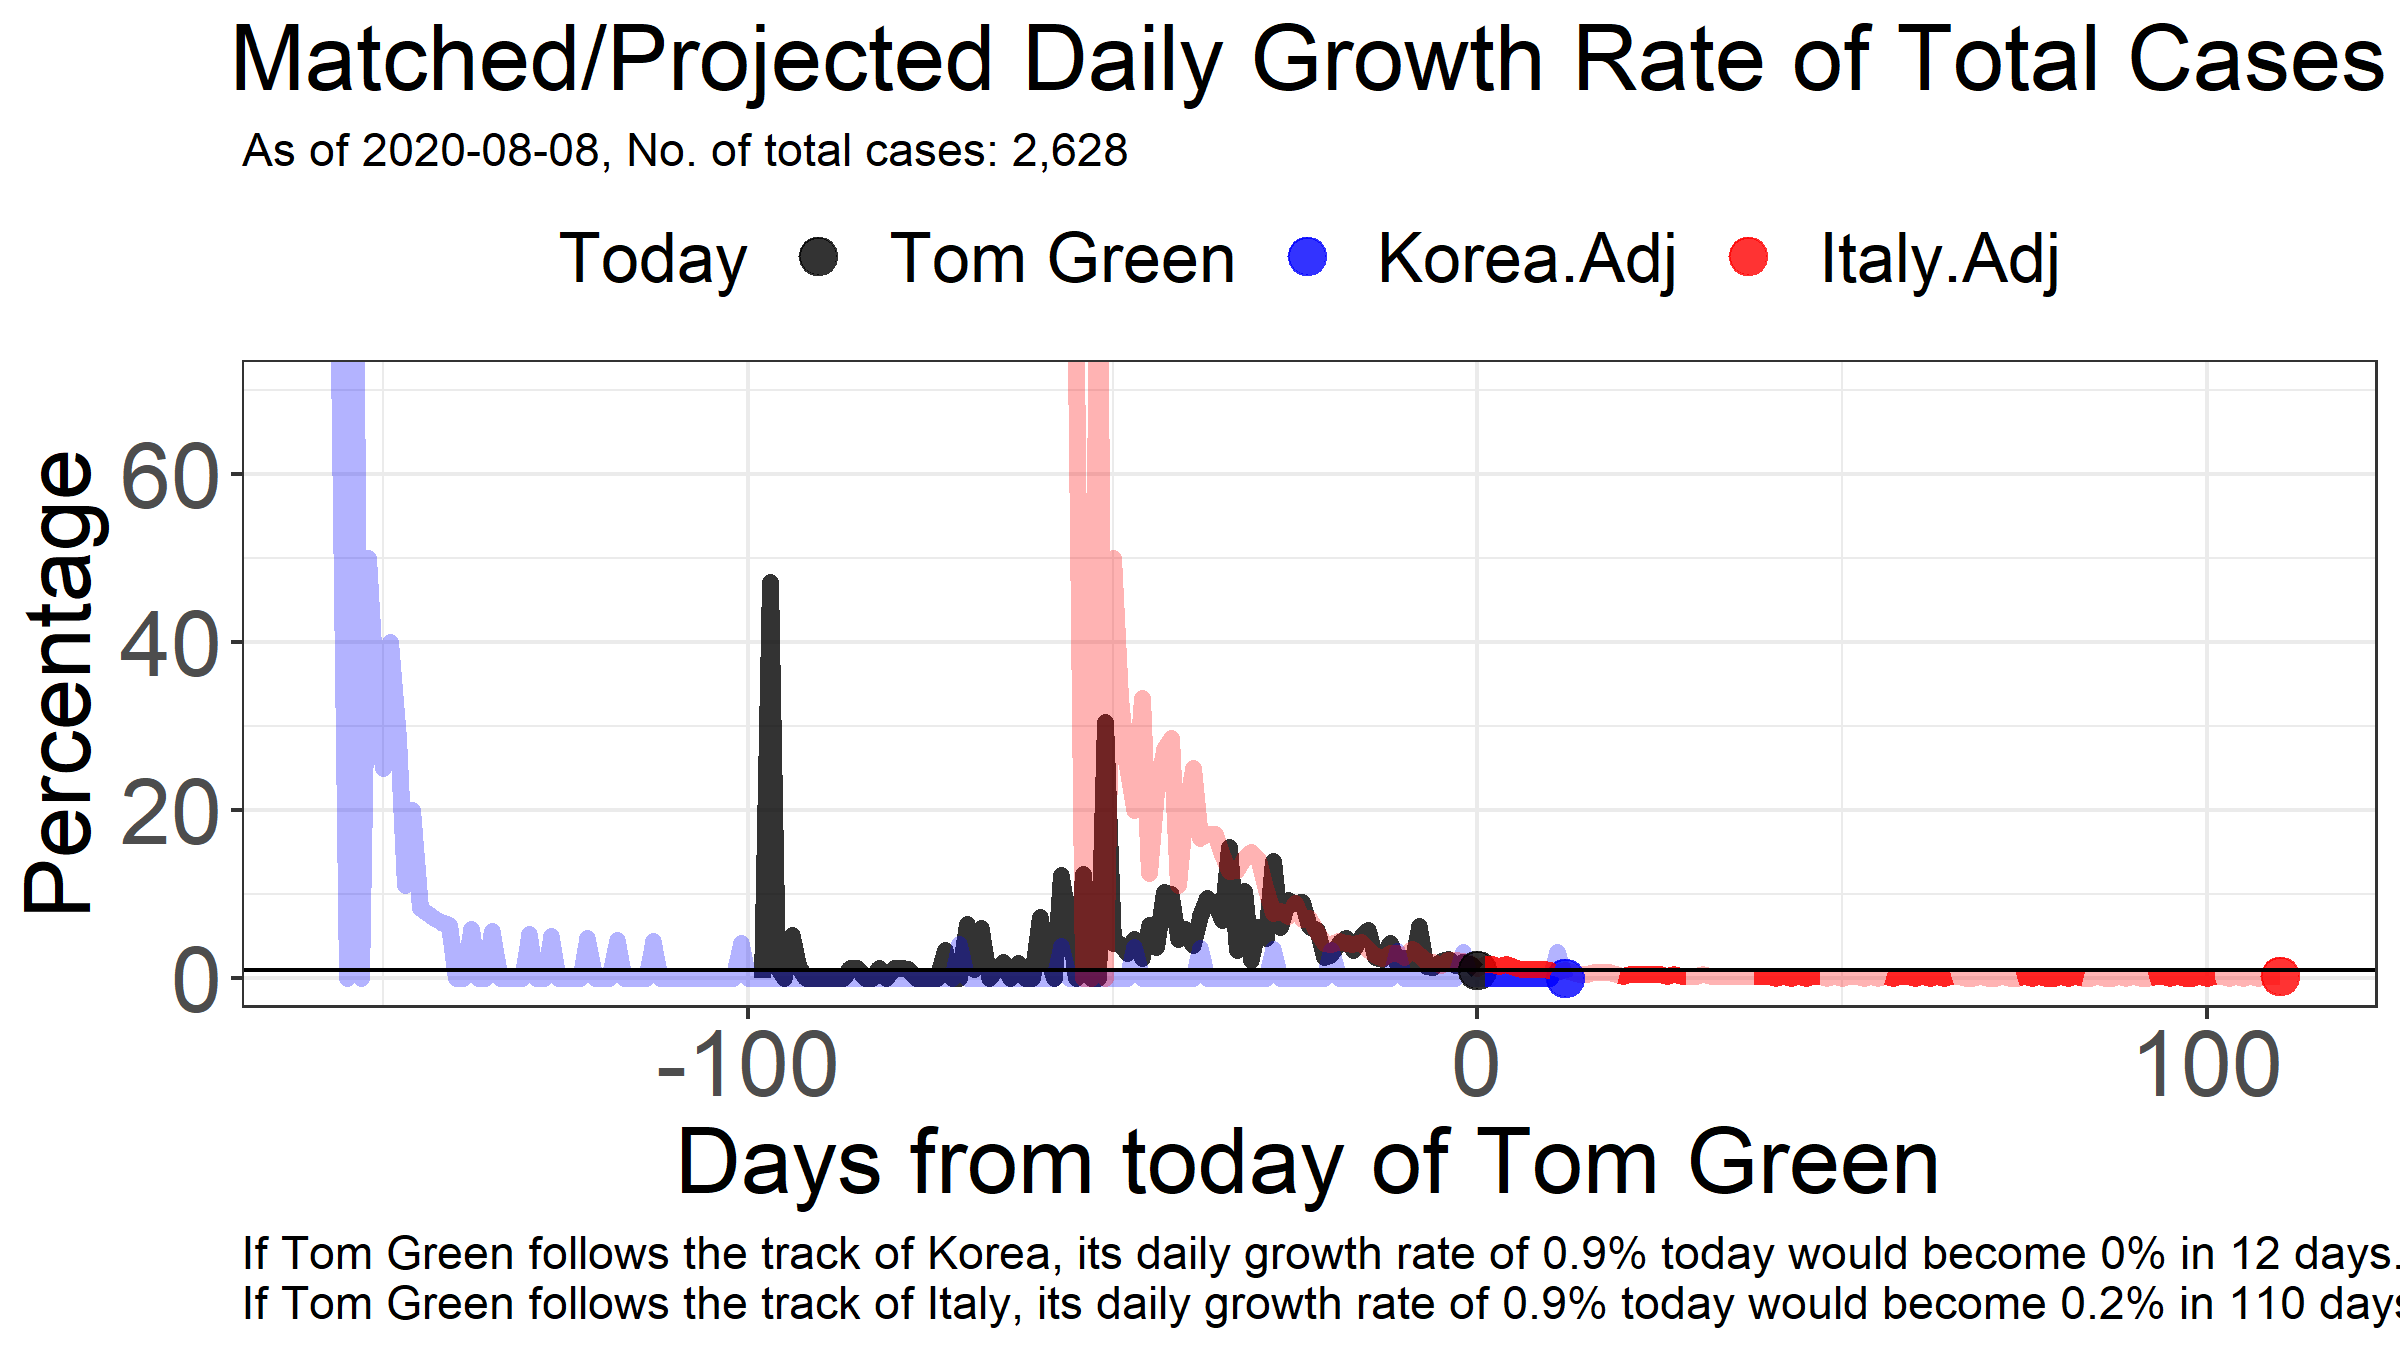 Matched/Projected Daily Growth Rate of Total Cases
As of 2020-08-08, No. of total cases: 2,628
Today Tom Green Korea.Adj Italy.Adj
Percentage
60
40
20
0
-100 0 100
Days from today of Tom Green
If Tom Green follows the track of Korea, its daily growth rate of 0.9% today would become 0% in 12 days.
If Tom Green follows the track of Italy, its daily growth rate of 0.9% today would become 0.2% in 110 days